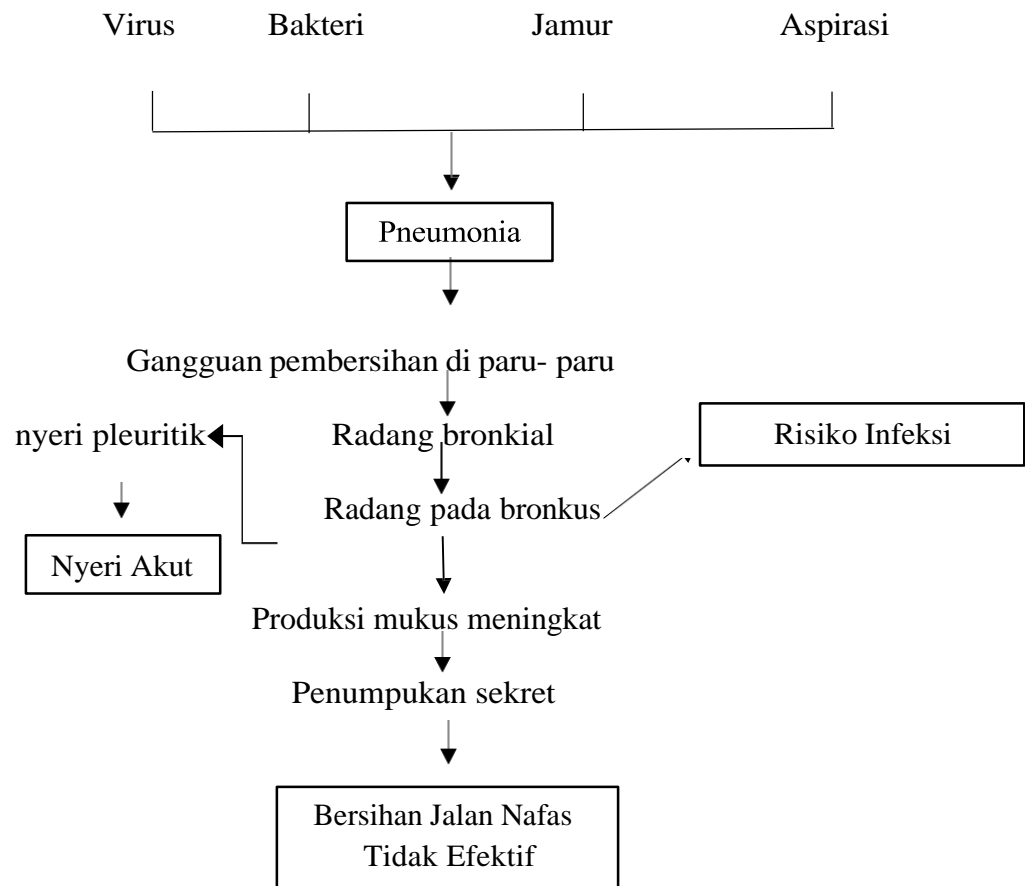 Virus Bakteri Jamur Aspirasi
Pneumonia
Gangguan pembersihan di paru- paru
nyeri pleuritik Radang bronkial Risiko Infeksi
Radang pada bronkus
Nyeri Akut
Produksi mukus meningkat
Penumpukan sekret
Bersihan Jalan Nafas
Tidak Efektif